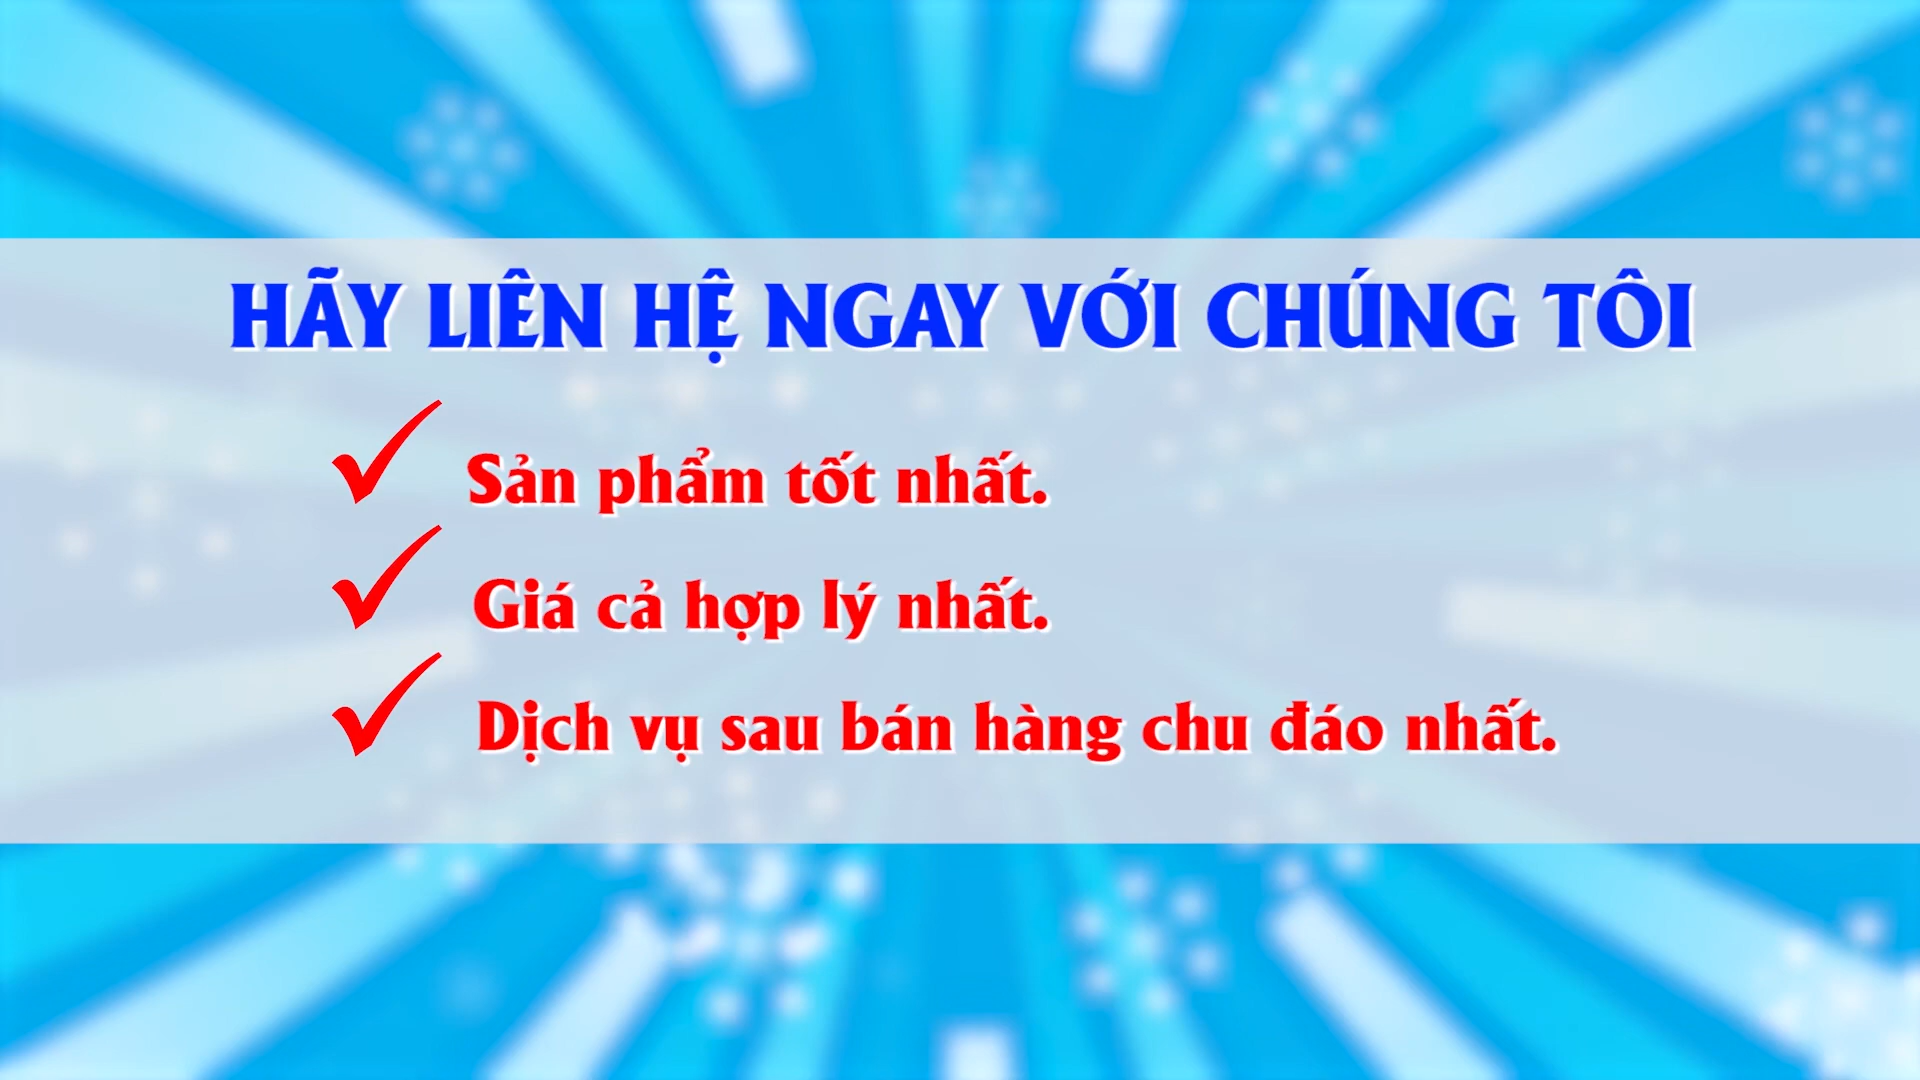 HÃY LIÊN HỆ NGAY VỚI CHÚNG TÔI
Sản phẩm tốt nhất.
Giá cả hợp lý nhất.
Dịch vụ sau bán hàng chu đáo nhất.